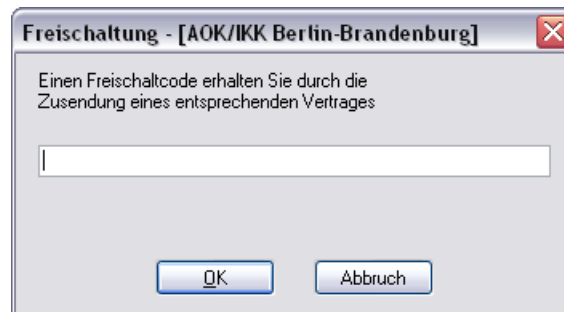 Freischaltung - [AOK/IKK Berlin-Brandenburg]
Einen Freischaltcode erhalten Sie durch die
Zusendung eines entsprechenden Vertrages
OK
Abbruch